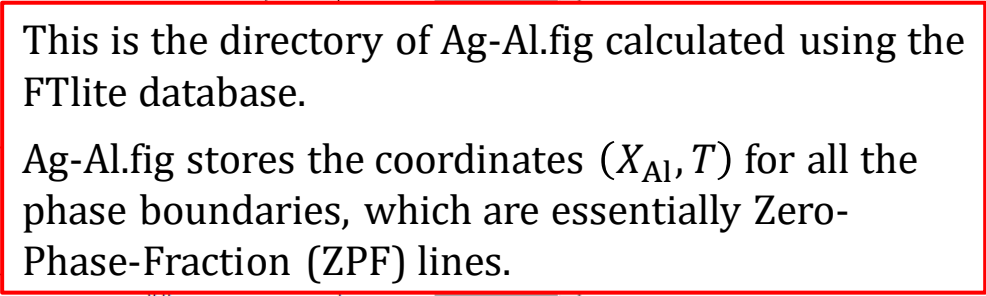 This is the directory of Ag-Al.fig calculated using the
FTlite database.
Ag-Al.fig stores the coordinates (X_Al, T) for all the
phase boundaries, which are essentially Zero-
Phase-Fraction (ZPF) lines.